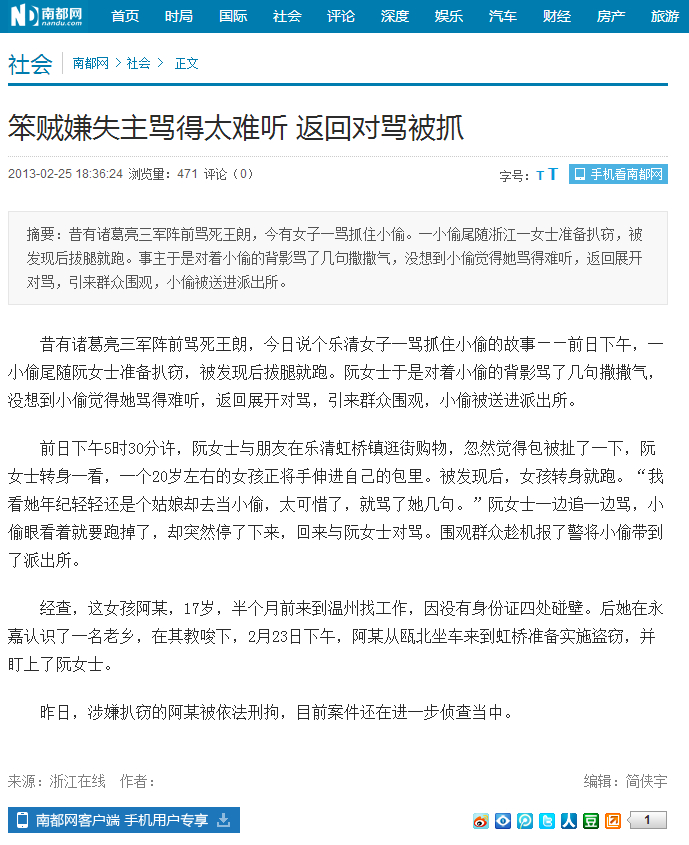 南都网
nandu.com
首页 时局 国际 社会 评论 深度 娱乐 汽车 财经 房产 旅游
社会 南都网 > 社会 > 正文
笨贼嫌失主骂得太难听 返回对骂被抓
2013-02-25 18:36:24 浏览量：471 评论（0） 字号：T T 手机看南都网
摘要：昔有诸葛亮三军阵前骂死王朗，今有女子一骂抓住小偷。一小偷尾随浙江一女士准备扒窃，被
发现后拔腿就跑。事主于是对着小偷的背影骂了几句撒撒气，没想到小偷觉得她骂得难听，返回展开
对骂，引来群众围观，小偷被送进派出所。
昔有诸葛亮三军阵前骂死王朗，今日说个乐清女子一骂抓住小偷的故事－－前日下午，一
小偷尾随阮女士准备扒窃，被发现后拔腿就跑。阮女士于是对着小偷的背影骂了几句撒撒气，
没想到小偷觉得她骂得难听，返回展开对骂，引来群众围观，小偷被送进派出所。
前日下午5时30分许，阮女士与朋友在乐清虹桥镇逛街购物，忽然觉得包被扯了一下，阮
女士转身一看，一个20岁左右的女孩正将手伸进自己的包里。被发现后，女孩转身就跑。“我
看她年纪轻轻还是个姑娘却去当小偷，太可惜了，就骂了她几句。”阮女士一边追一边骂，小
偷眼看着就要跑掉了，却突然停了下来，回来与阮女士对骂。围观群众趁机报了警将小偷带到
了派出所。
经查，这女孩阿某，17岁，半个月前来到温州找工作，因没有身份证四处碰壁。后她在永
嘉认识了一名老乡，在其教唆下，2月23日下午，阿某从瓯北坐车来到虹桥准备实施盗窃，并
盯上了阮女士。
昨日，涉嫌扒窃的阿某被依法刑拘，目前案件还在进一步侦查当中。
来源：浙江在线 作者： 编辑：简侠宇
南都网客户端 手机用户专享 人 豆 1